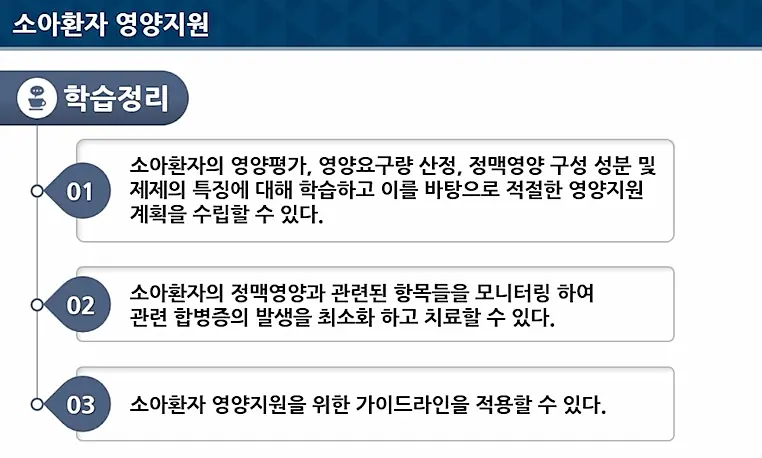 소아환자 영양지원
학습정리
01
소아환자의 영양평가, 영양요구량 산정, 정맥영양 구성 성분 및
제제의 특징에 대해 학습하고 이를 바탕으로 적절한 영양지원
계획을 수립할 수 있다.
02
소아환자의 정맥영양과 관련된 항목들을 모니터링 하여
관련 합병증의 발생을 최소화 하고 치료할 수 있다.
03
소아환자 영양지원을 위한 가이드라인을 적용할 수 있다.